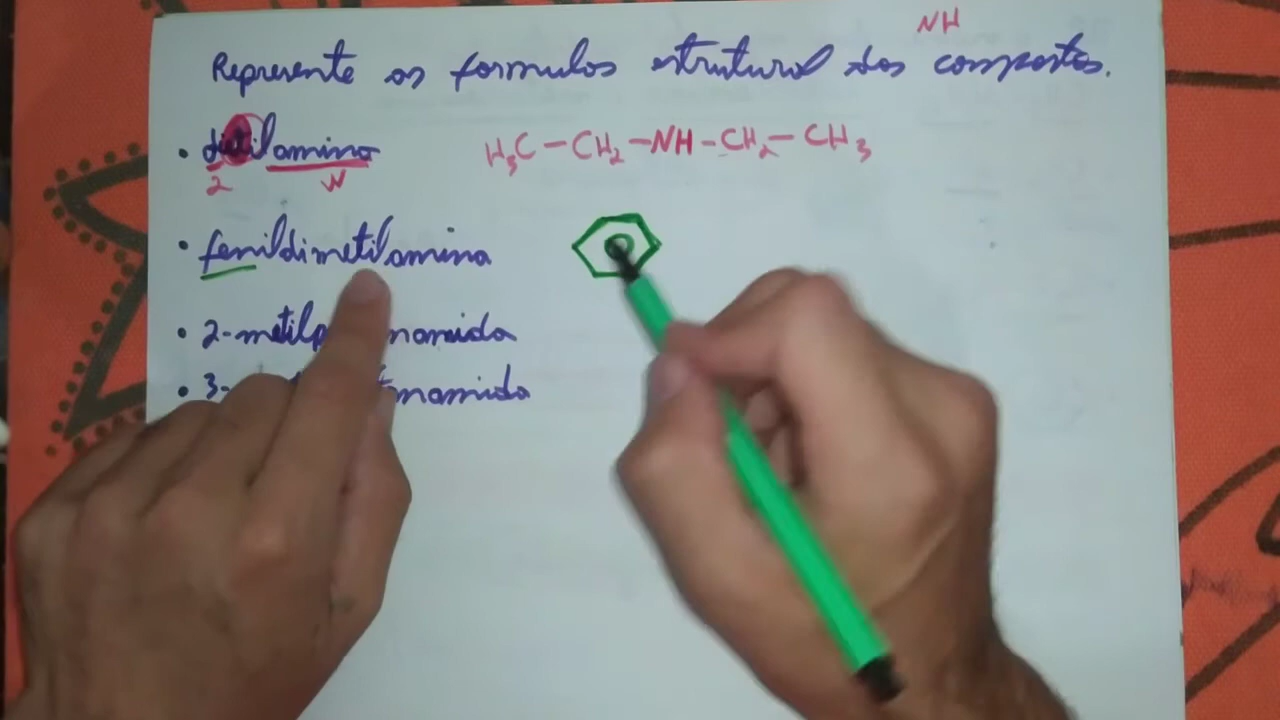 NH
Represente as formulas estrutural dos compostos.
• dietilamina H₃C - CH₂ - NH - CH₂ - CH₃
2 N
• fenildimetilamina
• 2-metilp namida
• 3- namida